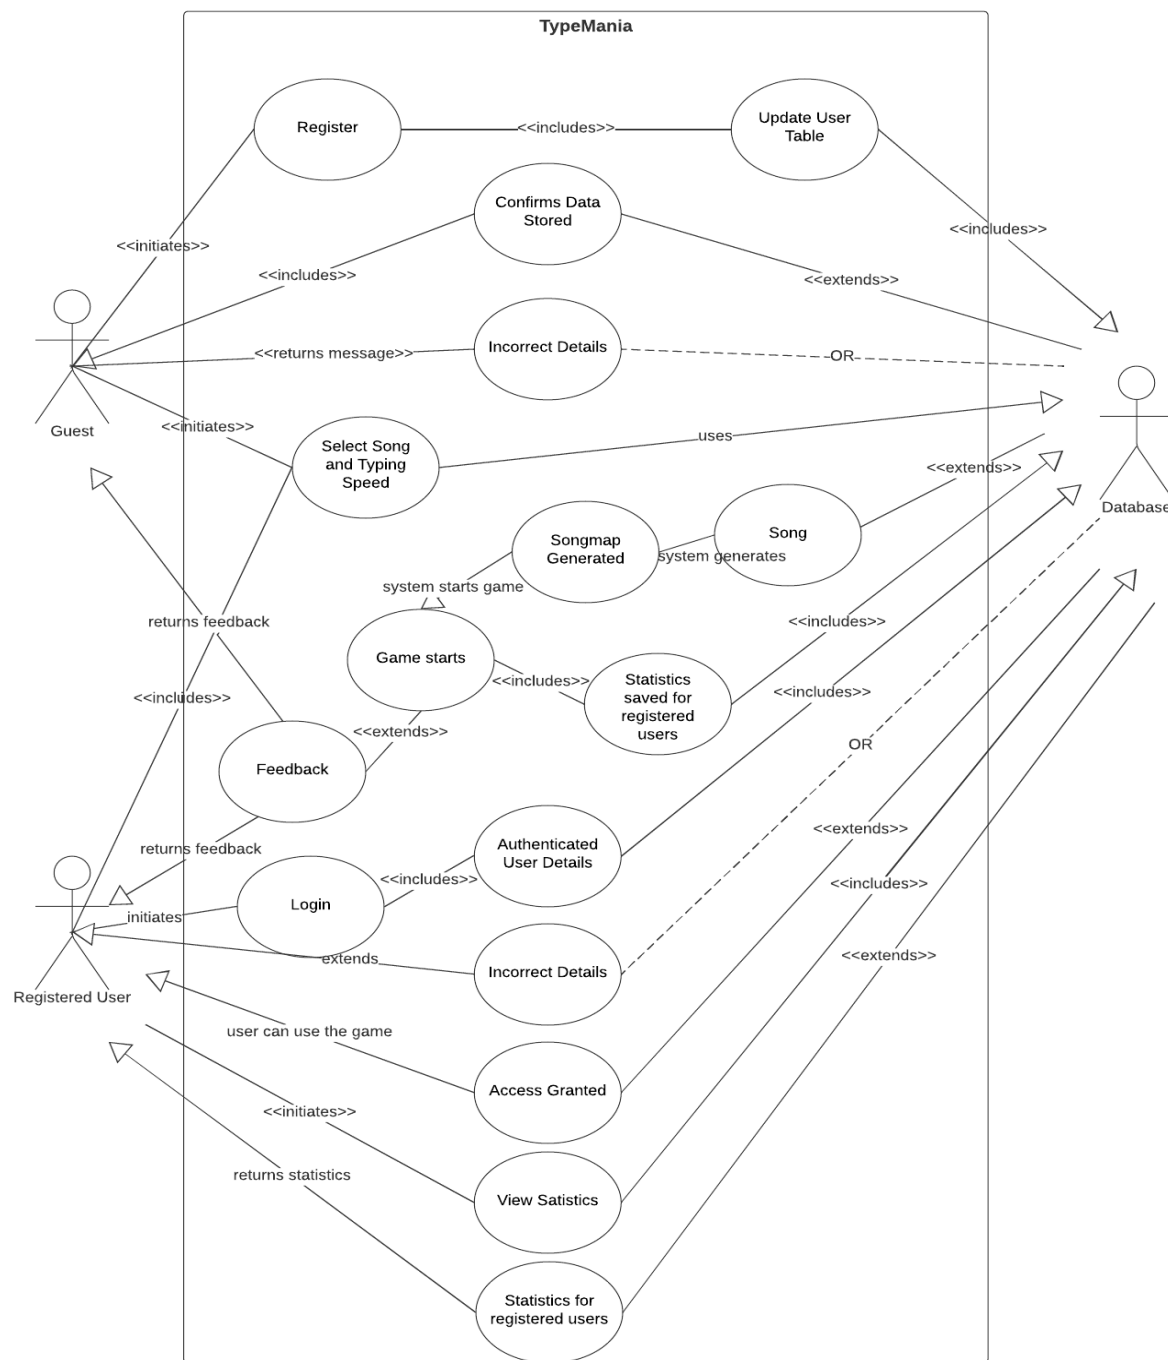 TypeMania
Register
<<includes>>
Update User
Table
Confirms Data
Stored
<<initiates>>
<<includes>>
<<includes>>
<<extends>>
<<returns message>>
Incorrect Details
OR
Guest
<<initiates>>
Select Song
and Typing
Speed
uses
<<extends>>
Database
Songmap
Generated
system generates
Song
system starts game
returns feedback
<<includes>>
Game starts
<<includes>>
Statistics
saved for
registered
users
<<includes>>
<<includes>>
<<extends>>
OR
Feedback
returns feedback
<<extends>>
Authenticated
User Details
<<includes>>
<<includes>>
Login
initiates
extends
Incorrect Details
<<extends>>
Registered User
user can use the game
Access Granted
<<initiates>>
returns statistics
View Satistics
Statistics for
registered users